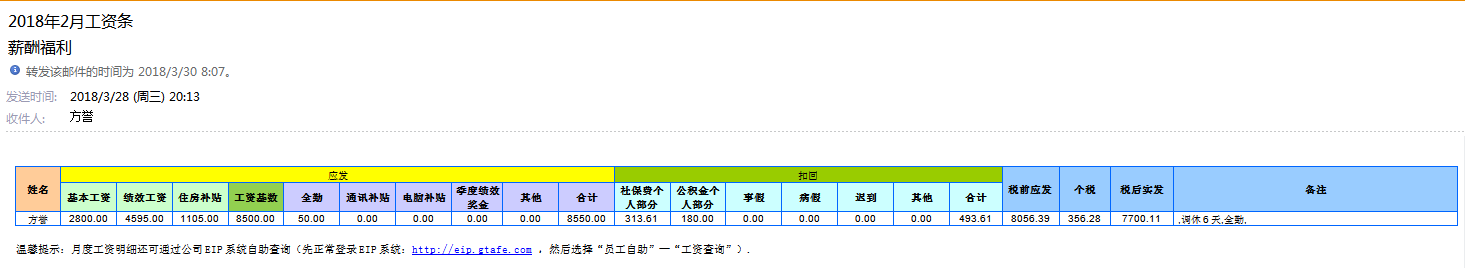 2018年2月工资条
薪酬福利
转发该邮件的时间为 2018/3/30 8:07。
发送时间: 2018/3/28 (周三) 20:13
收件人: 方誉
姓名 应发 扣回 税前应发 个税 税后实发 备注
基本工资 绩效工资 住房补贴 工资基数 全勤 通讯补贴 电脑补贴 季度绩效奖金 其他 合计 社保费个人部分 公积金个人部分 事假 病假 迟到 其他 合计
方誉 2800.00 4595.00 1105.00 8500.00 50.00 0.00 0.00 0.00 0.00 8550.00 313.61 180.00 0.00 0.00 0.00 0.00 493.61 8056.39 356.28 7700.11 ,调休6天,全勤,
温馨提示：月度工资明细还可通过公司EIP系统自助查询（先正常登录EIP系统：http://eip.gtafe.com ，然后选择“员工自助”—“工资查询”）.